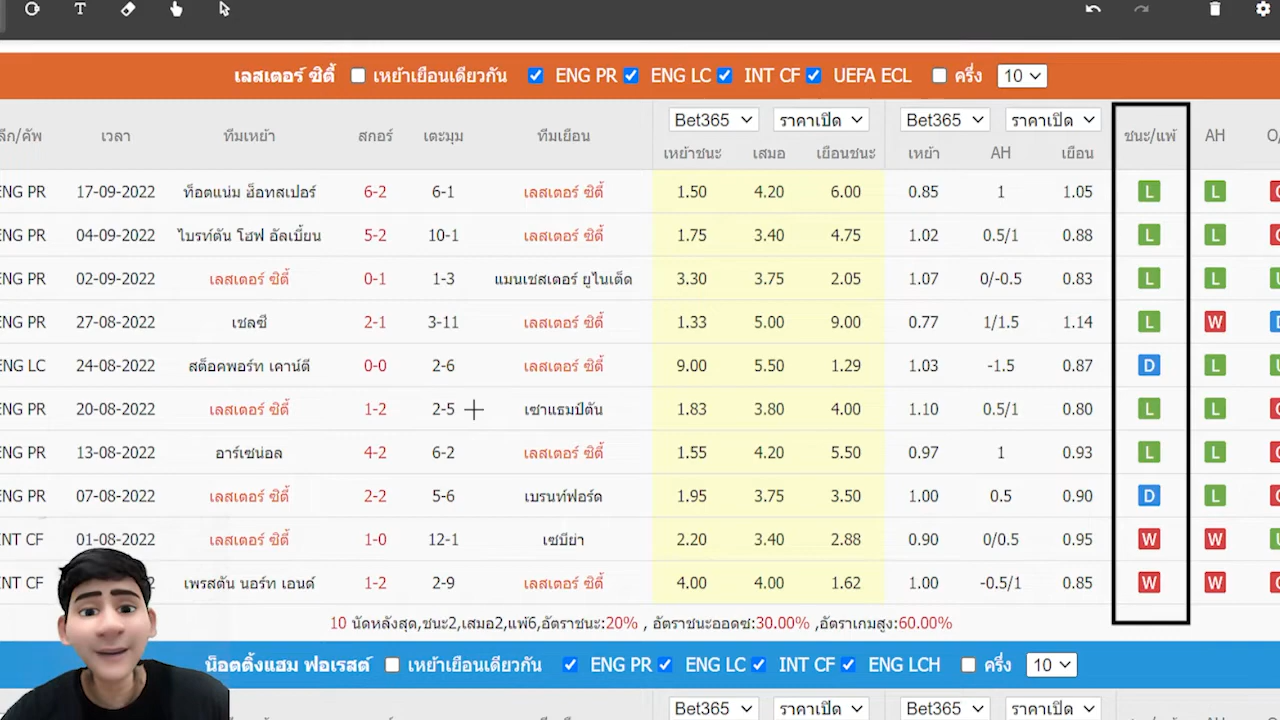 T
เลสเตอร์ ซิตี้ เหย้าเยือนเดียวกัน ENG PR ENG LC INT CF UEFA ECL ครึ่ง 10
ลีก/คัพ เวลา ทีมเหย้า สกอร์ เตะมุม ทีมเยือน Bet365 ราคาเปิด Bet365 ราคาเปิด ชนะ/แพ้ AH O/
เหย้าชนะ เสมอ เยือนชนะ เหย้า AH เยือน
ENG PR 17-09-2022 ท็อตแน่ม ฮ็อทสเปอร์ 6-2 6-1 เลสเตอร์ ซิตี้ 1.50 4.20 6.00 0.85 1 1.05 L L O
ENG PR 04-09-2022 ไบรท์ตัน โฮฟ อัลเบี้ยน 5-2 10-1 เลสเตอร์ ซิตี้ 1.75 3.40 4.75 1.02 0.5/1 0.88 L L O
ENG PR 02-09-2022 เลสเตอร์ ซิตี้ 0-1 1-3 แมนเชสเตอร์ ยูไนเต็ด 3.30 3.75 2.05 1.07 0/-0.5 0.83 L L U
ENG PR 27-08-2022 เชลซี 2-1 3-11 เลสเตอร์ ซิตี้ 1.33 5.00 9.00 0.77 1/1.5 1.14 L W D
ENG LC 24-08-2022 สต็อคพอร์ท เคาน์ตี 0-0 2-6 เลสเตอร์ ซิตี้ 9.00 5.50 1.29 1.03 -1.5 0.87 D L U
ENG PR 20-08-2022 เลสเตอร์ ซิตี้ 1-2 2-5 เซาแธมป์ตัน 1.83 3.80 4.00 1.10 0.5/1 0.80 L L O
ENG PR 13-08-2022 อาร์เซน่อล 4-2 6-2 เลสเตอร์ ซิตี้ 1.55 4.20 5.50 0.97 1 0.93 L L O
ENG PR 07-08-2022 เลสเตอร์ ซิตี้ 2-2 5-6 เบรนท์ฟอร์ด 1.95 3.75 3.50 1.00 0.5 0.90 D L O
INT CF 01-08-2022 เลสเตอร์ ซิตี้ 1-0 12-1 เซบีย่า 2.20 3.40 2.88 0.90 0/0.5 0.95 W W U
INT CF 2 เพรสตัน นอร์ท เอนด์ 1-2 2-9 เลสเตอร์ ซิตี้ 4.00 4.00 1.62 1.00 -0.5/1 0.85 W W O
10 นัดหลังสุด,ชนะ2,เสมอ2,แพ้6,อัตราชนะ:20% , อัตราชนะออดซ:30.00% ,อัตราเกมสูง:60.00%
น็อตติ้งแฮม ฟอเรสต์ เหย้าเยือนเดียวกัน ENG PR ENG LC INT CF ENG LCH ครึ่ง 10
Bet365 ราคาเปิด Bet365 ราคาเปิด